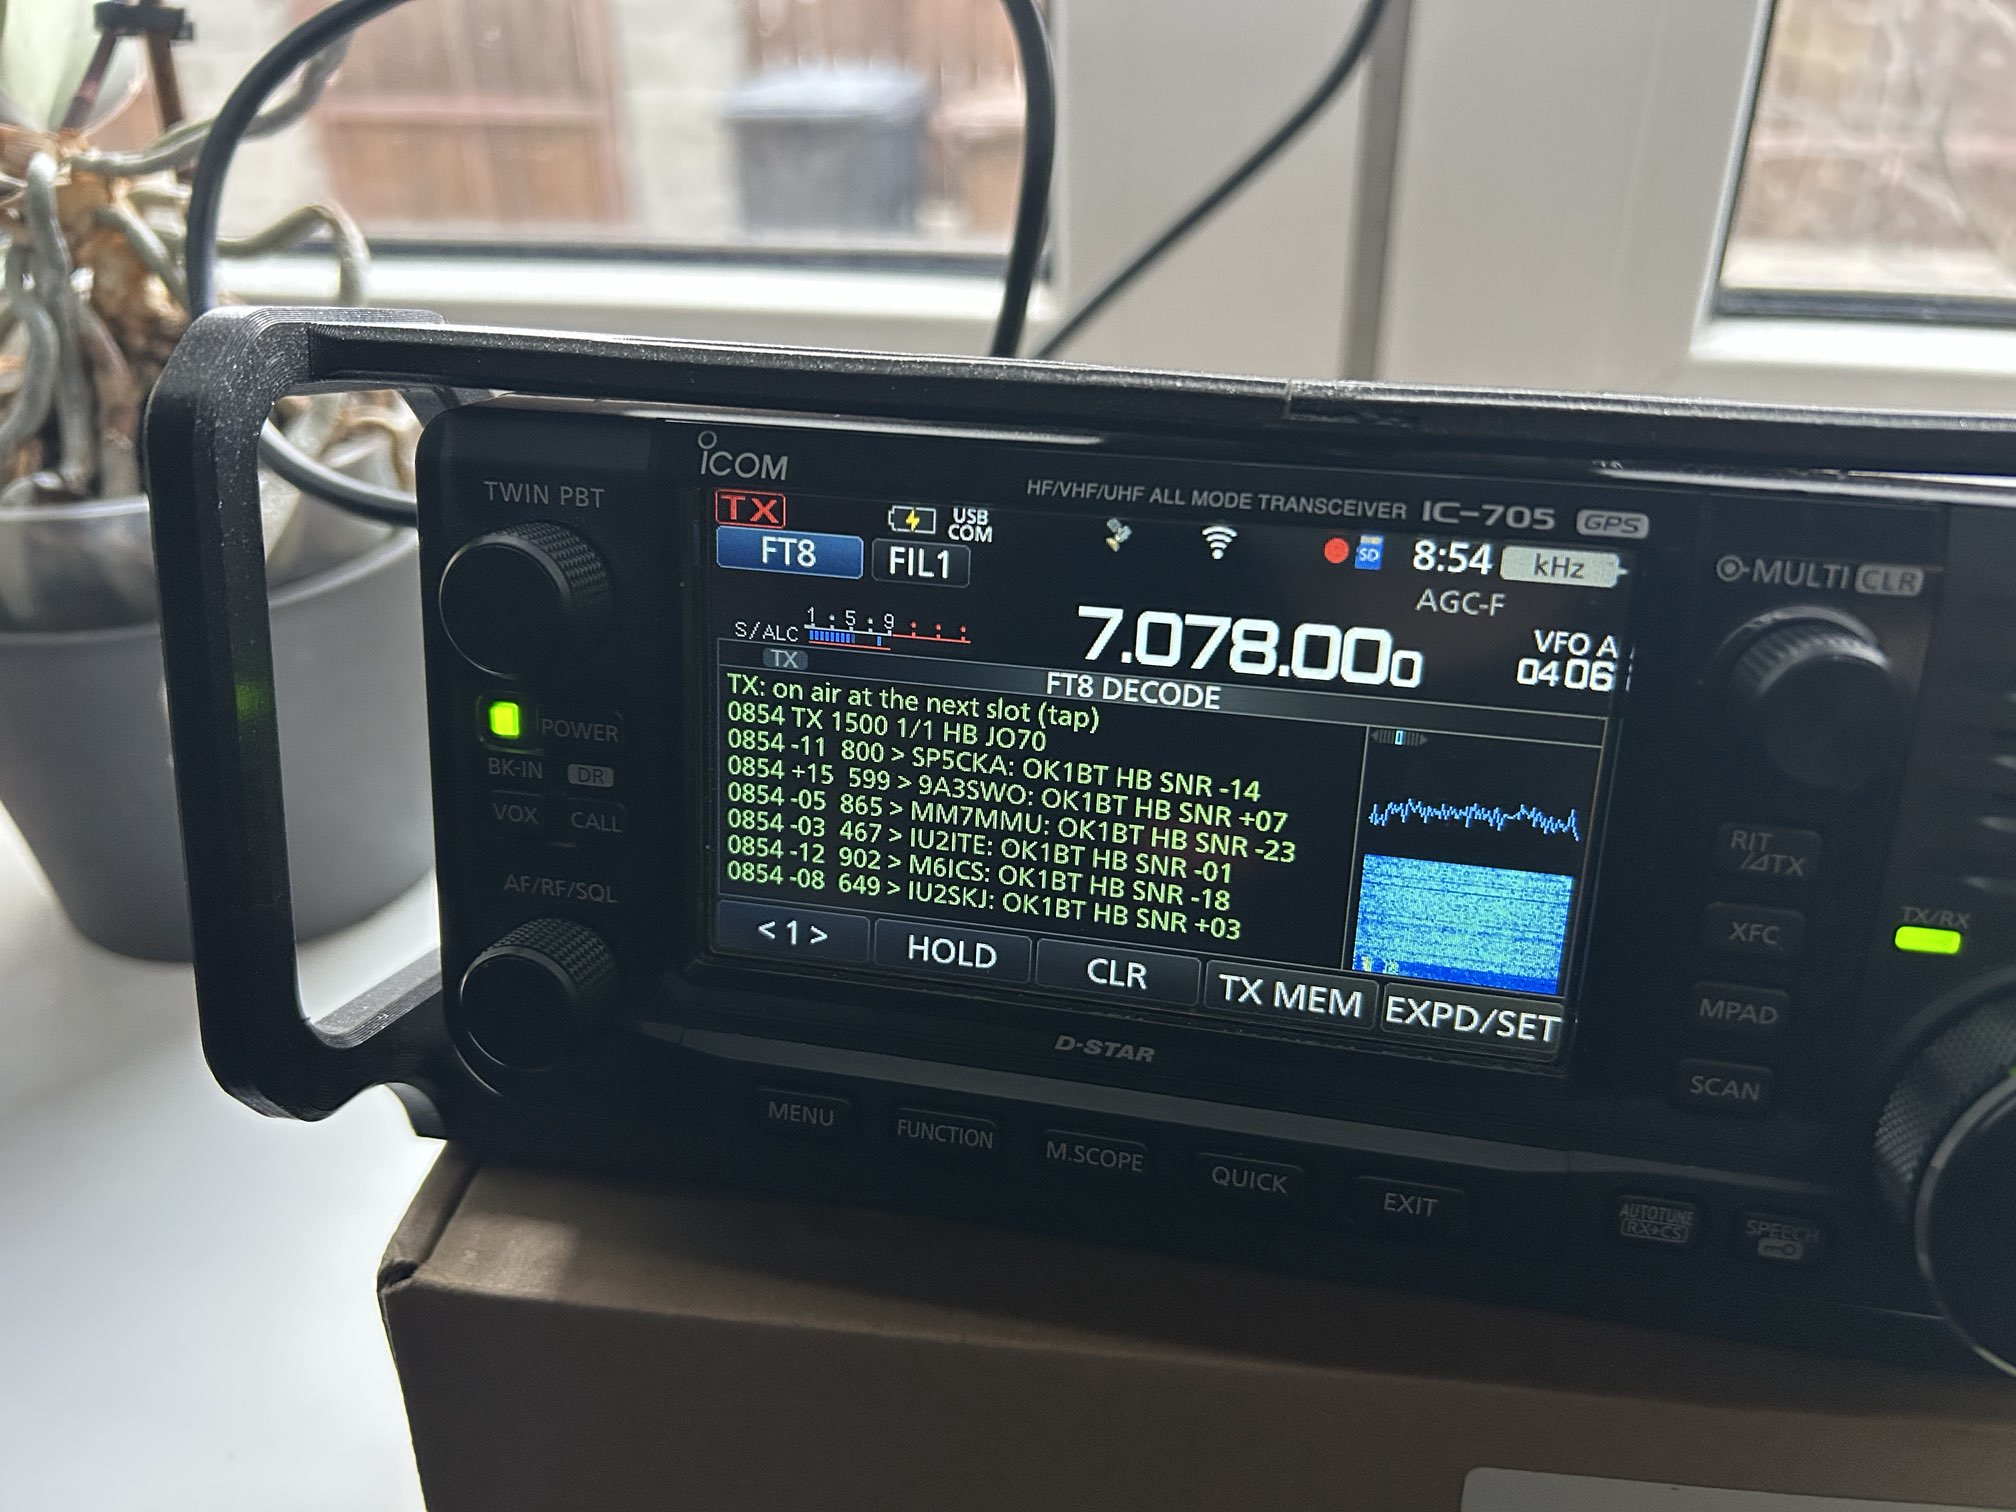 ICOM
HF/VHF/UHF ALL MODE TRANSCEIVER IC-705 GPS
TWIN PBT
TX
USB
COM
FT8 FIL1
SD 8:54 kHz
AGC-F
S/ALC 1 : 5 : 9
TX
7.078.000
VFO A
0406
FT8 DECODE
TX: on air at the next slot (tap)
0854 TX 1500 1/1 HB JO70
0854 -11 800 > SP5CKA: OK1BT HB SNR -14
0854 +15 599 > 9A3SWO: OK1BT HB SNR +07
0854 -05 865 > MM7MMU: OK1BT HB SNR -23
0854 -03 467 > IU2ITE: OK1BT HB SNR -01
0854 -12 902 > M6ICS: OK1BT HB SNR -18
0854 -08 649 > IU2SKJ: OK1BT HB SNR +03
< 1 > HOLD CLR TX MEM EXPD/SET
POWER
BK-IN DR
VOX CALL
AF/RF/SQL
D-STAR
MENU FUNCTION M.SCOPE QUICK EXIT
MULTI CLR
RIT
/⊿TX
XFC
MPAD
SCAN
TX/RX
AUTOTUNE
RX→CS
SPEECH